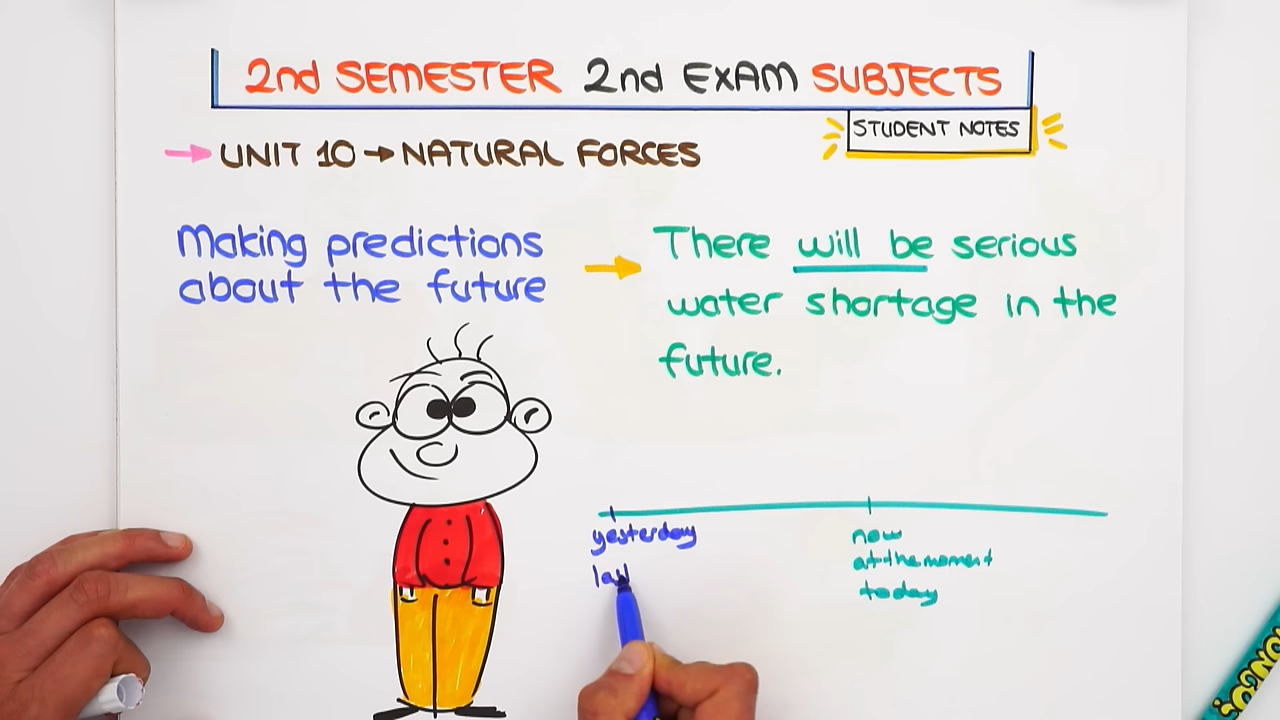 2nd SEMESTER 2nd EXAM SUBJECTS
STUDENT NOTES
UNIT 10 → NATURAL FORCES
Making predictions
about the future
→ There will be serious
water shortage in the
future.
yesterday
now
at the moment
today